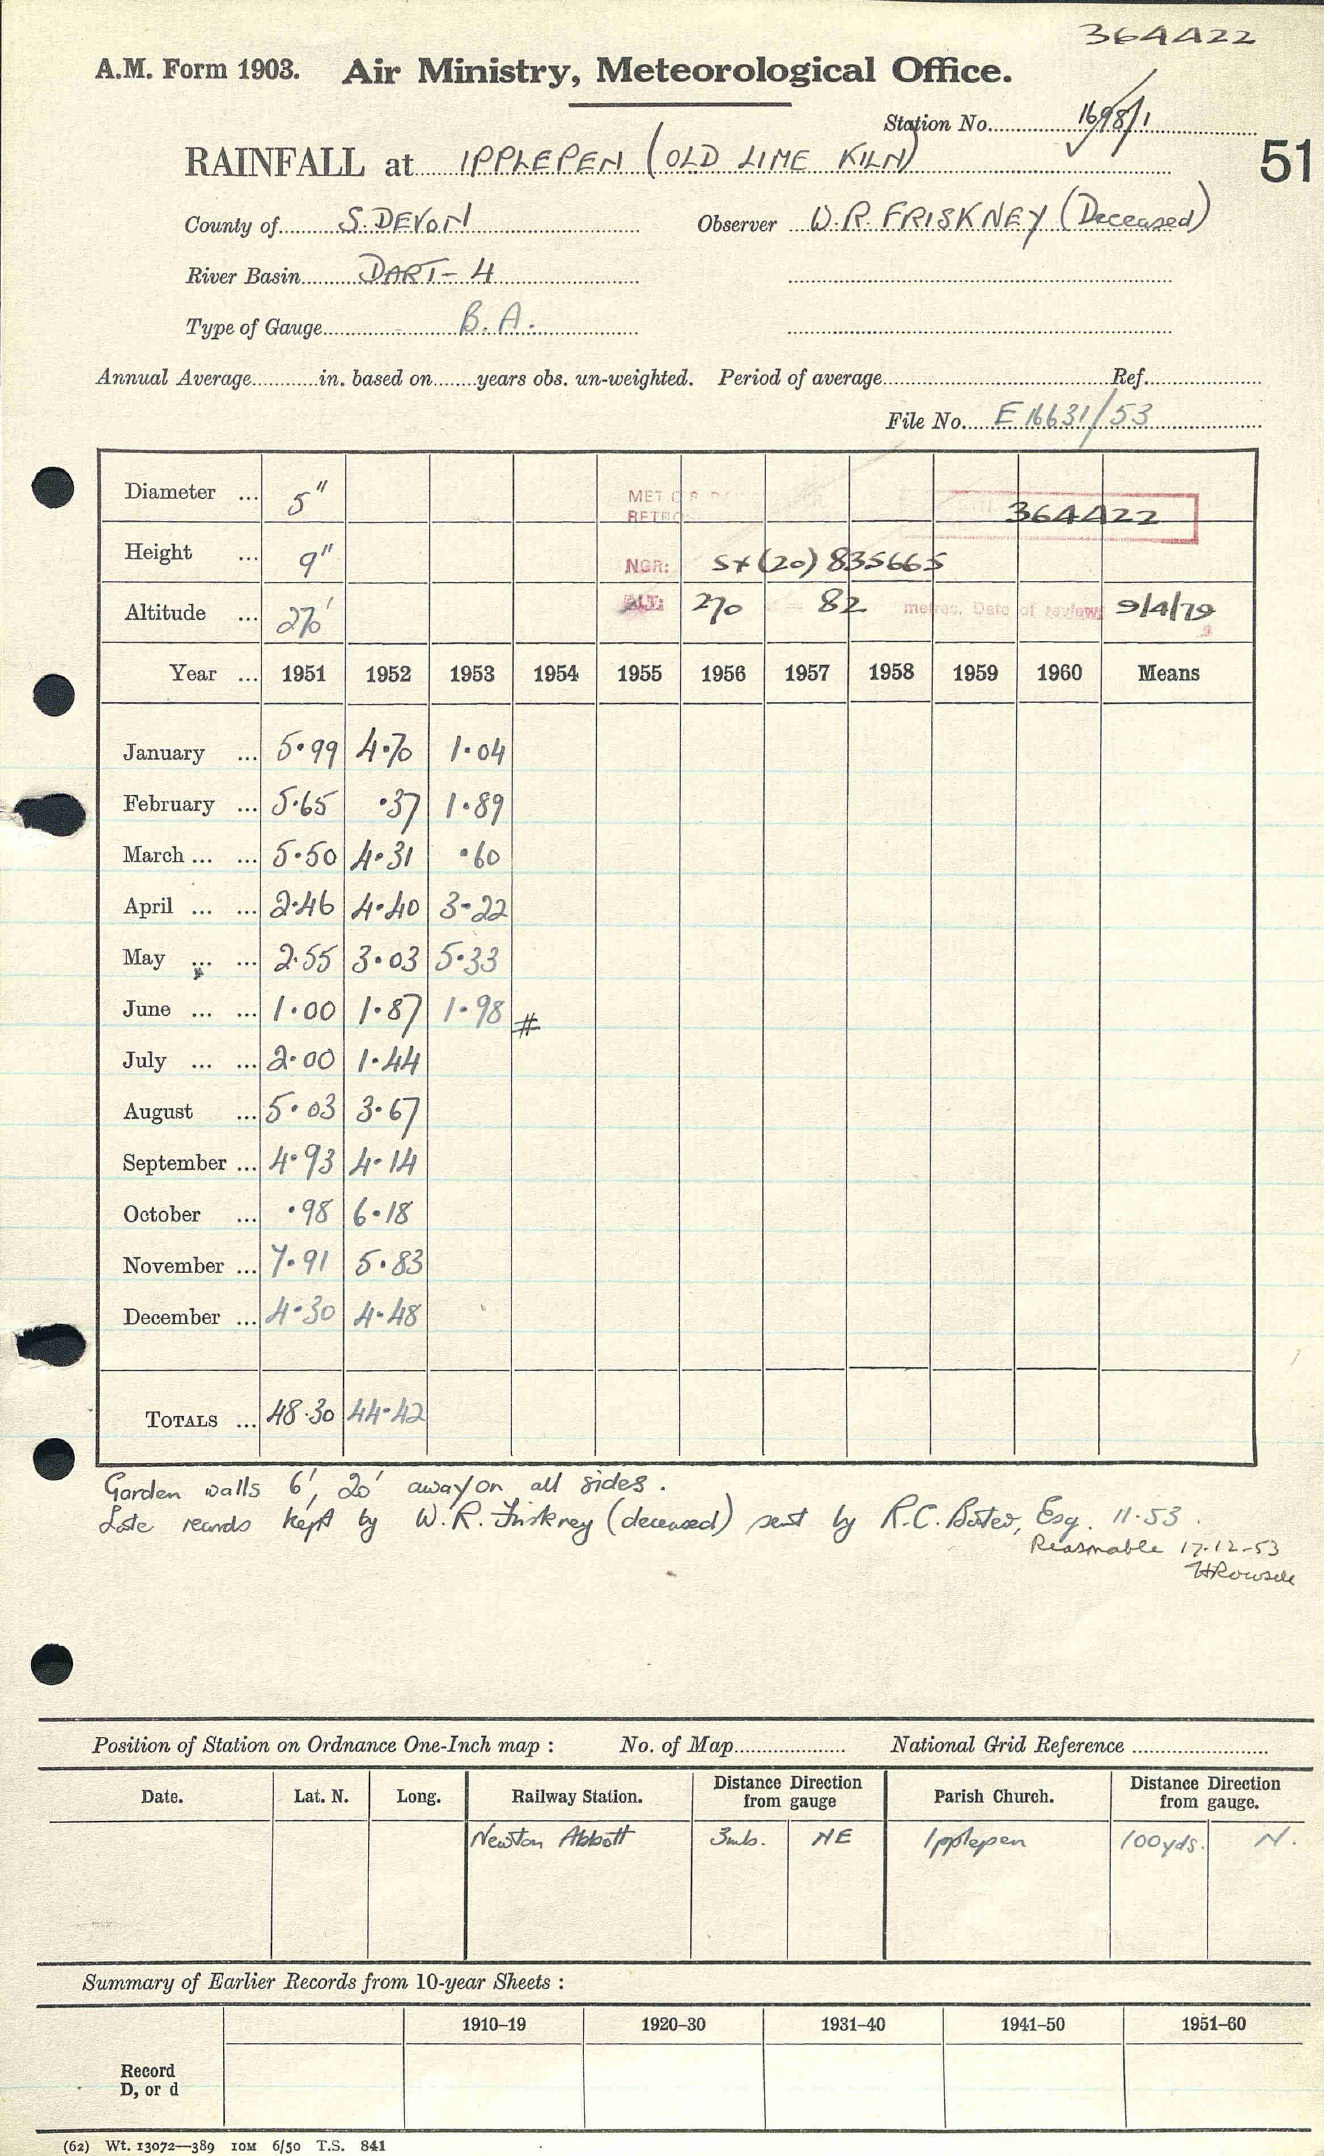 364422
A.M. Form 1903. Air Ministry, Meteorological Office.
Station No. 1698/1
51
RAINFALL at IPPLEPEN (OLD LIME KILN)
County of S. DEVON Observer W.R. FRISKNEY (Deceased)
River Basin DART - 4
Type of Gauge B.A.
Annual Average in. based on years obs. un-weighted. Period of average Ref.
File No. E 16631/53
Diameter ... 5" MET O 8 364422
Height ... 9" NGR: SX (20) 835665
Altitude ... 270' ALT: 270 = 82 metres. Date of review: 9/4/79
Year ... 1951 1952 1953 1954 1955 1956 1957 1958 1959 1960 Means
January ... 5.99 4.70 1.04
February ... 5.65 .37 1.89
March ... ... 5.50 4.31 .60
April ... ... 2.46 4.40 3.22
May ... ... 2.55 3.03 5.33
June ... ... 1.00 1.87 1.98 #
July ... ... 2.00 1.44
August ... 5.03 3.67
September ... 4.93 4.14
October ... .98 6.18
November ... 7.91 5.83
December ... 4.30 4.48
TOTALS ... 48.30 44.42
Garden walls 6', 20' away on all sides.
Late records kept by W.R. Friskney (deceased) sent by R.C. Esq. 11.53.
Reasonable 17-12-53
Position of Station on Ordnance One-Inch map : No. of Map National Grid Reference
Date. Lat. N. Long. Railway Station. Distance Direction from gauge Parish Church. Distance Direction from gauge.
Newton Abbott 3mls. NE Ipplepen 100yds. N.
Summary of Earlier Records from 10-year Sheets :
1910–19 1920–30 1931–40 1941–50 1951–60
Record
D, or d
(62) Wt. 13072—389 10M 6/50 T.S. 841